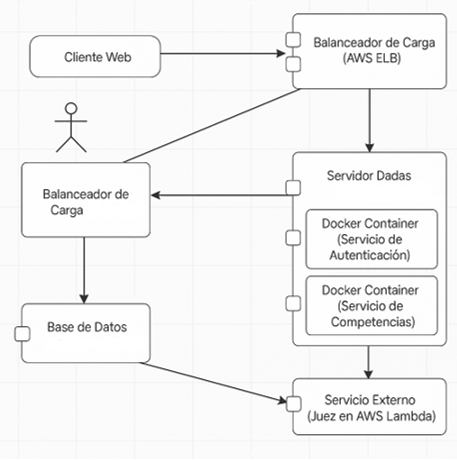 Cliente Web
Balanceador de Carga
(AWS ELB)
Balanceador de
Carga
Servidor Dadas
Docker Container
(Servicio de
Autenticación)
Docker Container
(Servicio de
Competencias)
Base de Datos
Servicio Externo
(Juez en AWS Lambda)